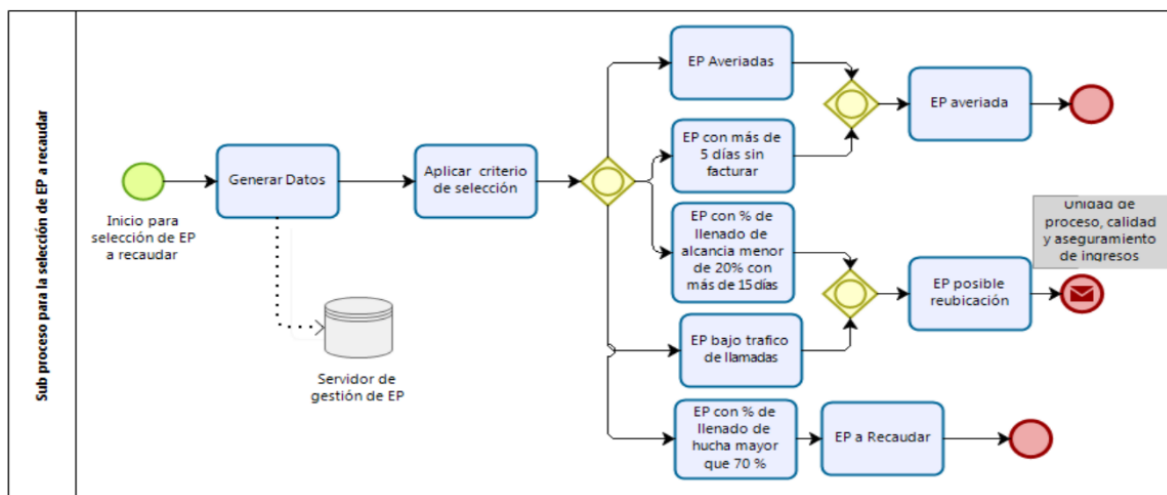 Sub proceso para la selección de EP a recaudar
Inicio para
selección de EP
a recaudar
Generar Datos
Servidor de
gestión de EP
Aplicar criterio
de selección
EP Averiadas
EP con más de
5 días sin
facturar
EP con % de
llenado de
alcancia menor
de 20% con
más de 15 días
EP bajo trafico
de llamadas
EP con % de
llenado de
hucha mayor
que 70 %
EP averiada
EP posible
reubicación
EP a Recaudar
Unidad de
proceso, calidad
y aseguramiento
de ingresos